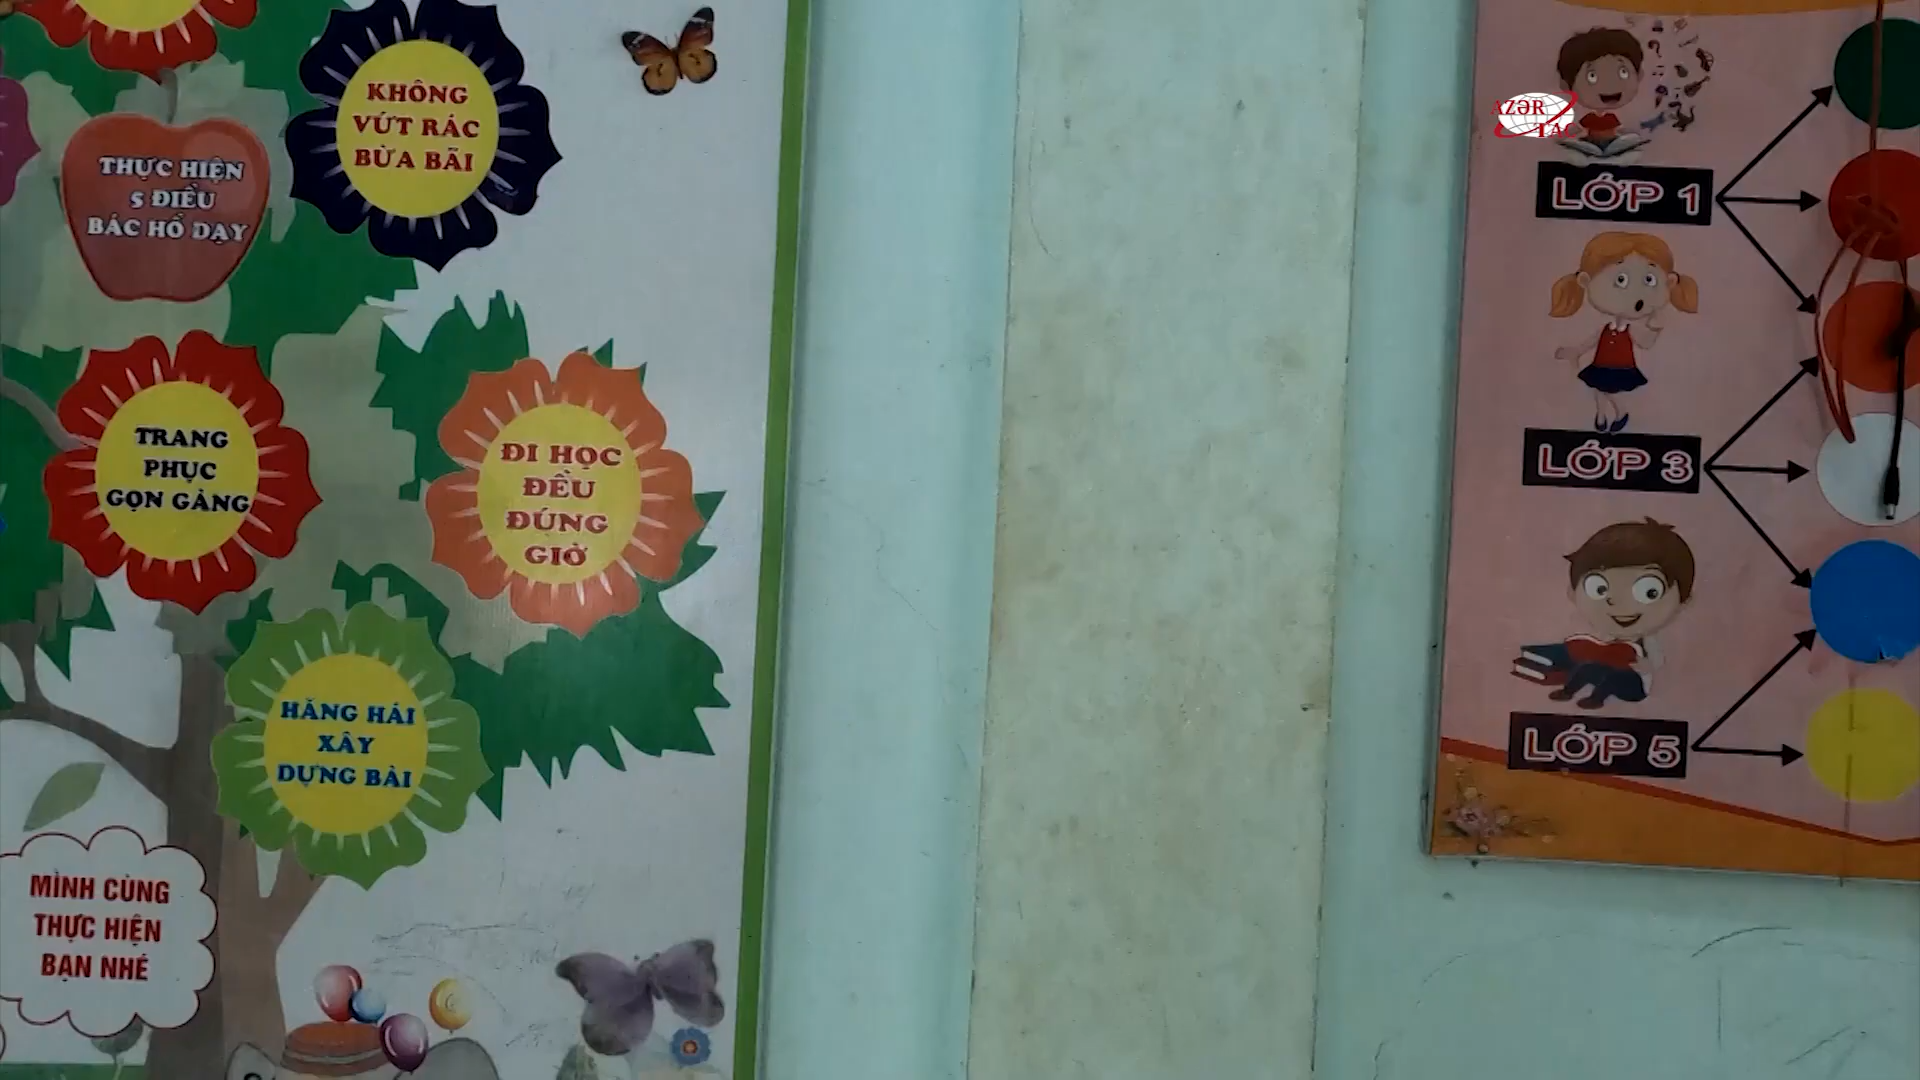 KHÔNG
VỨT RÁC
BỪA BÃI
THỰC HIỆN
5 ĐIỀU
BÁC HỒ DẠY
TRANG
PHỤC
GỌN GÀNG
ĐI HỌC
ĐỀU
ĐÚNG
GIỜ
HĂNG HÁI
XÂY
DỰNG BÀI
MÌNH CÙNG
THỰC HIỆN
BẠN NHÉ
AZƏR
TAC
LỚP 1
LỚP 3
LỚP 5